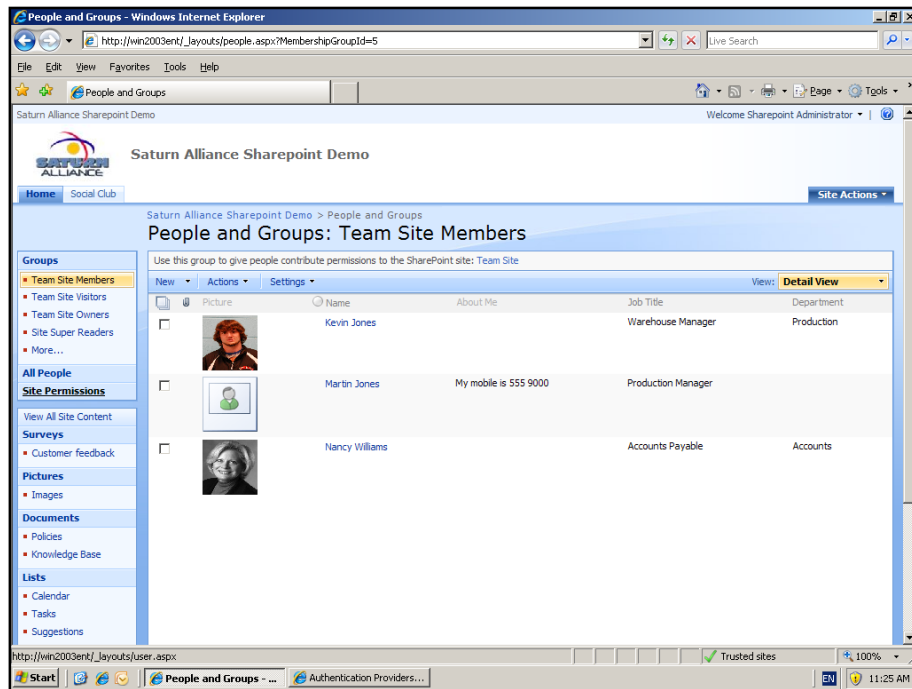 People and Groups - Windows Internet Explorer
http://win2003ent/_layouts/people.aspx?MembershipGroupId=5
Live Search
File Edit View Favorites Tools Help
People and Groups
Page Tools
Saturn Alliance Sharepoint Demo
Welcome Sharepoint Administrator
SATURN
ALLIANCE
Saturn Alliance Sharepoint Demo
Home Social Club
Site Actions
Saturn Alliance Sharepoint Demo > People and Groups
People and Groups: Team Site Members
Groups
Team Site Members
Team Site Visitors
Team Site Owners
Site Super Readers
More...
All People
Site Permissions
View All Site Content
Surveys
Customer feedback
Pictures
Images
Documents
Policies
Knowledge Base
Lists
Calendar
Tasks
Suggestions
Use this group to give people contribute permissions to the SharePoint site: Team Site
New Actions Settings View: Detail View
Picture Name About Me Job Title Department
Kevin Jones Warehouse Manager Production
Martin Jones My mobile is 555 9000 Production Manager
Nancy Williams Accounts Payable Accounts
http://win2003ent/_layouts/user.aspx
Trusted sites
100%
Start
People and Groups - ...
Authentication Providers...
EN
11:25 AM